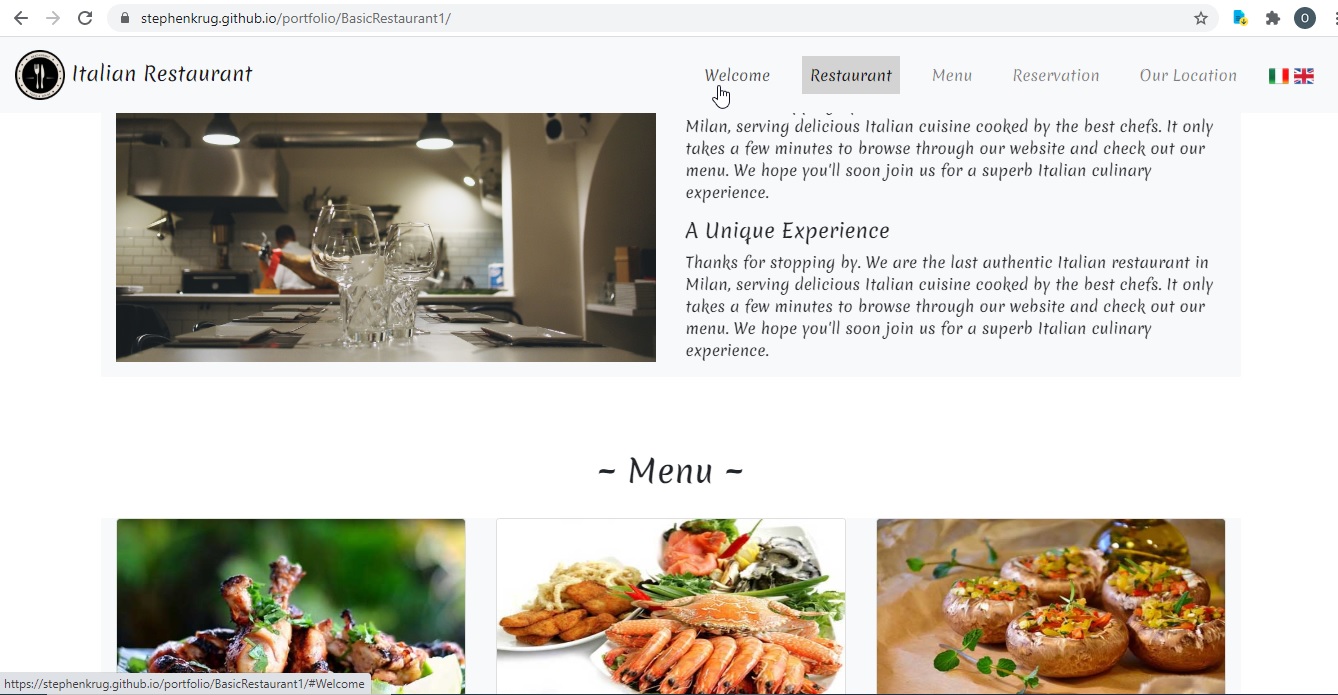 stephenkrug.github.io/portfolio/BasicRestaurant1/
O
Italian Restaurant
Welcome
Restaurant
Menu
Reservation
Our Location
Milan, serving delicious Italian cuisine cooked by the best chefs. It only
takes a few minutes to browse through our website and check out our
menu. We hope you'll soon join us for a superb Italian culinary
experience.
A Unique Experience
Thanks for stopping by. We are the last authentic Italian restaurant in
Milan, serving delicious Italian cuisine cooked by the best chefs. It only
takes a few minutes to browse through our website and check out our
menu. We hope you'll soon join us for a superb Italian culinary
experience.
~ Menu ~
https://stephenkrug.github.io/portfolio/BasicRestaurant1/#Welcome